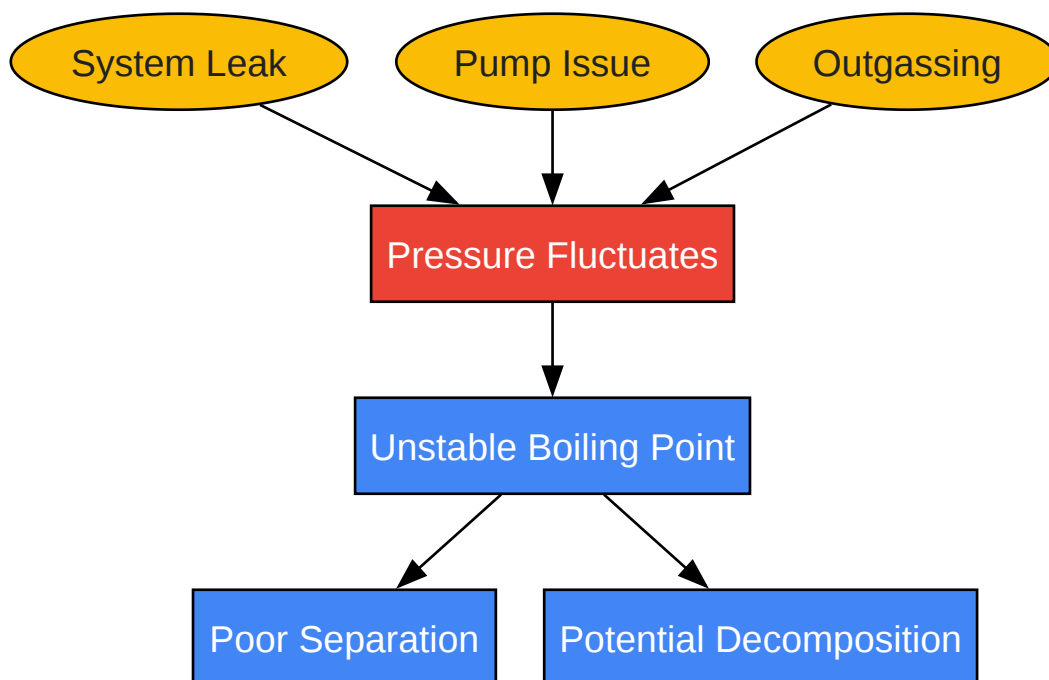 System Leak
Pump Issue
Outgassing
Pressure Fluctuates
Unstable Boiling Point
Poor Separation
Potential Decomposition